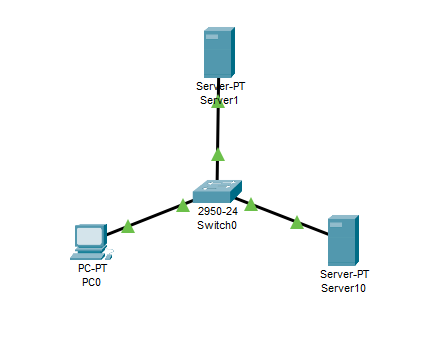 Server-PT
Server1
2950-24
Switch0
PC-PT
PC0
Server-PT
Server10